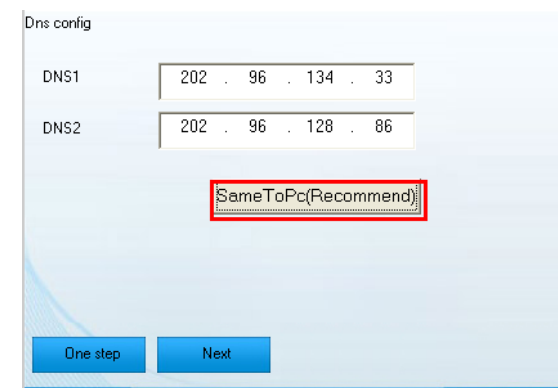 Dns config
DNS1 202 . 96 . 134 . 33
DNS2 202 . 96 . 128 . 86
SameToPc(Recommend)
One step Next